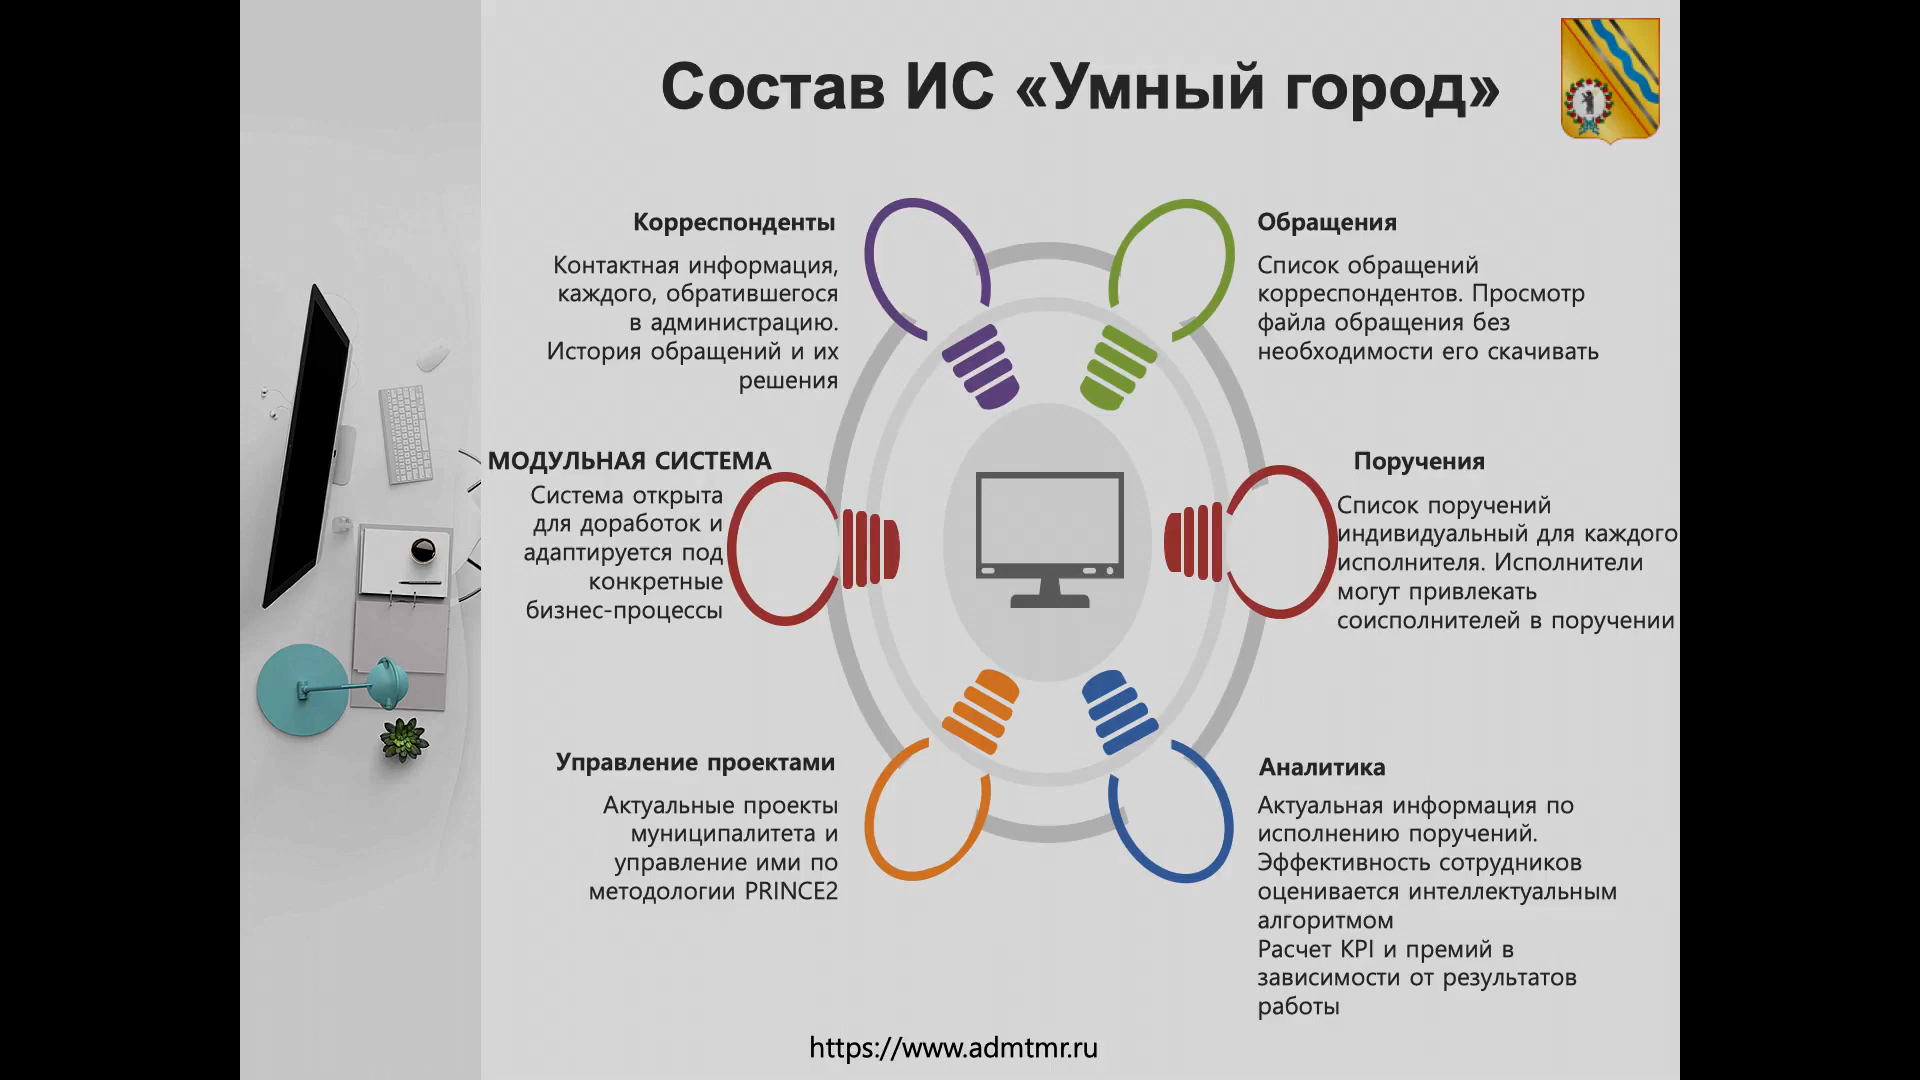 Состав ИС «Умный город»
Корреспонденты
Контактная информация,
каждого, обратившегося
в администрацию.
История обращений и их
решения
Обращения
Список обращений
корреспондентов. Просмотр
файла обращения без
необходимости его скачивать
МОДУЛЬНАЯ СИСТЕМА
Система открыта
для доработок и
адаптируется под
конкретные
бизнес-процессы
Поручения
Список поручений
индивидуальный для каждого
исполнителя. Исполнители
могут привлекать
соисполнителей в поручении
Управление проектами
Актуальные проекты
муниципалитета и
управление ими по
методологии PRINCE2
Аналитика
Актуальная информация по
исполнению поручений.
Эффективность сотрудников
оценивается интеллектуальным
алгоритмом
Расчет KPI и премий в
зависимости от результатов
работы
https://www.admtmr.ru